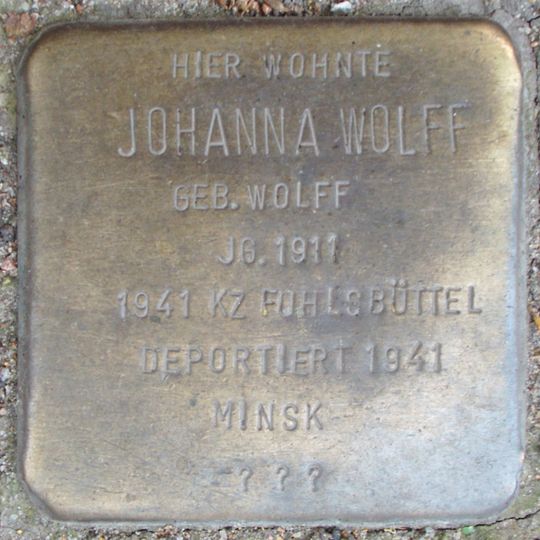 HIER WOHNTE
JOHANNA WOLFF
GEB. WOLFF
JG. 1911
1941 KZ FUHLSBÜTTEL
DEPORTIERT 1941
MINSK
? ? ?